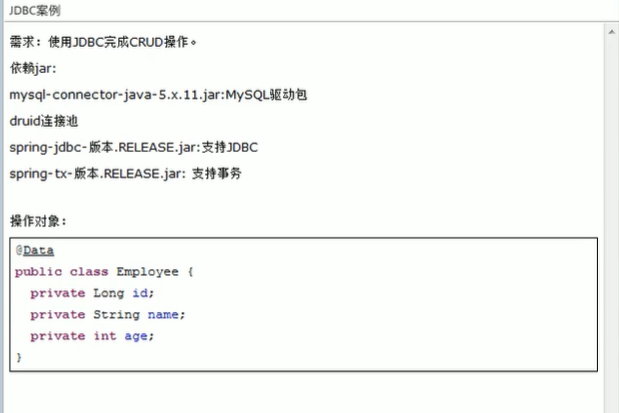 JDBC案例
需求：使用JDBC完成CRUD操作。
依赖jar:
mysql-connector-java-5.x.11.jar:MySQL驱动包
druid连接池
spring-jdbc-版本.RELEASE.jar:支持JDBC
spring-tx-版本.RELEASE.jar: 支持事务
操作对象：
@Data
public class Employee {
private Long id;
private String name;
private int age;
}